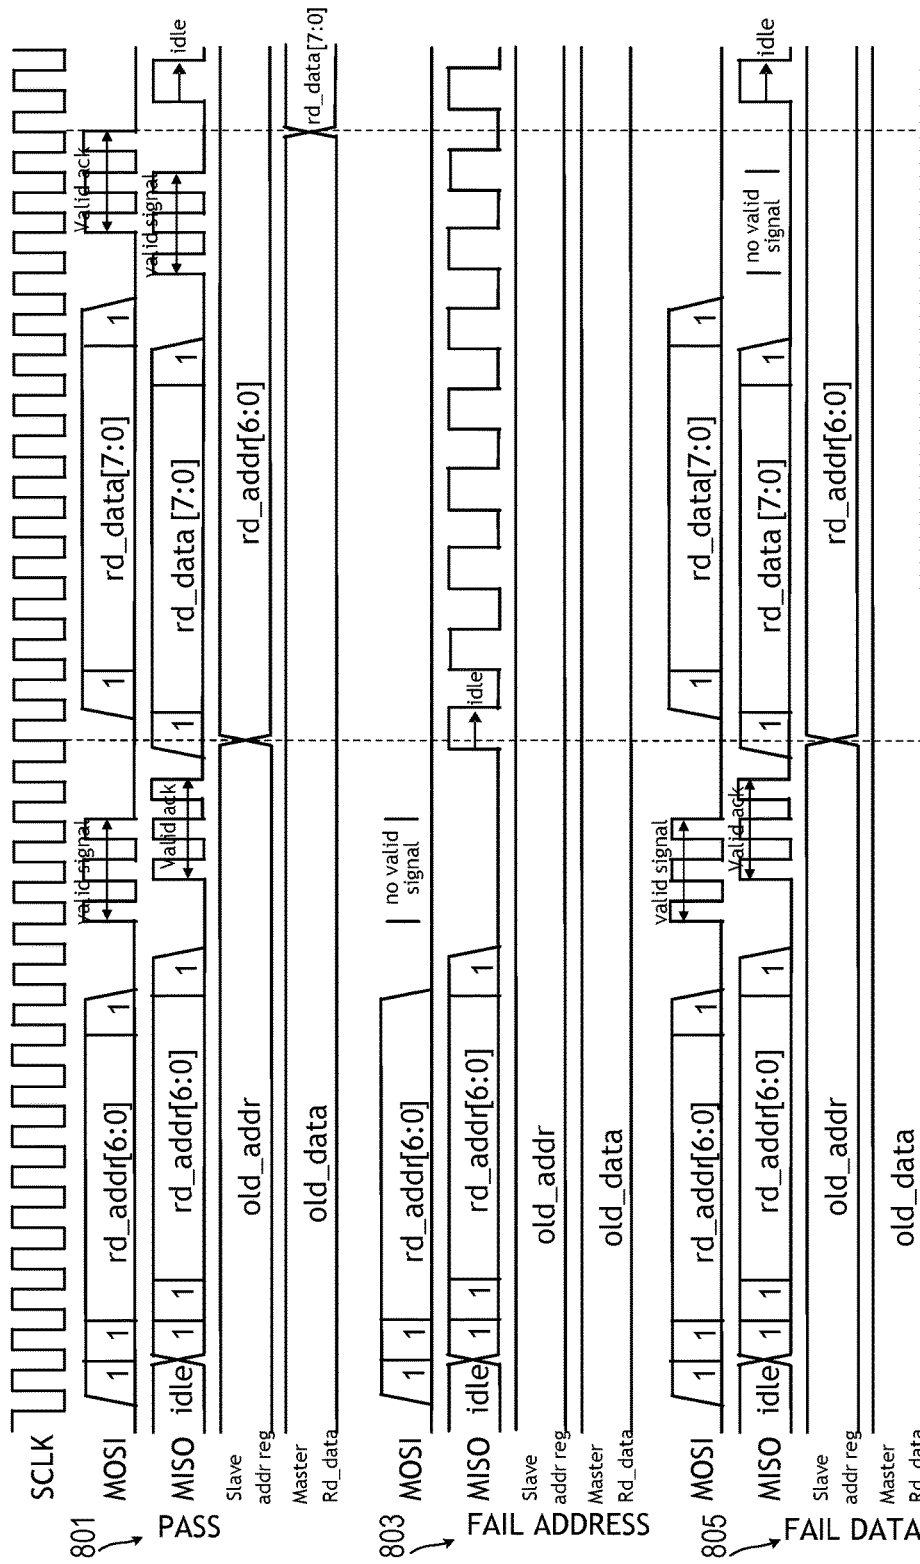 SCLK
801
PASS
MOSI
1
1
rd_addr[6:0]
1
valid signal
1
rd_data[7:0]
1
Valid ack
MISO
idle
1
1
rd_addr[6:0]
1
Valid ack
1
rd_data [7:0]
1
valid signal
idle
Slave
addr reg
old_addr
rd_addr[6:0]
Master
Rd_data
old_data
rd_data[7:0]
803
FAIL ADDRESS
MOSI
1
1
rd_addr[6:0]
no valid
signal
MISO
idle
1
1
rd_addr[6:0]
1
idle
Slave
addr reg
old_addr
Master
Rd_data
old_data
805
FAIL DATA
MOSI
1
1
rd_addr[6:0]
1
valid signal
1
rd_data[7:0]
1
MISO
idle
1
1
rd_addr[6:0]
1
Valid ack
1
rd_data [7:0]
1
no valid
signal
idle
Slave
addr reg
old_addr
rd_addr[6:0]
Master
Rd_data
old_data